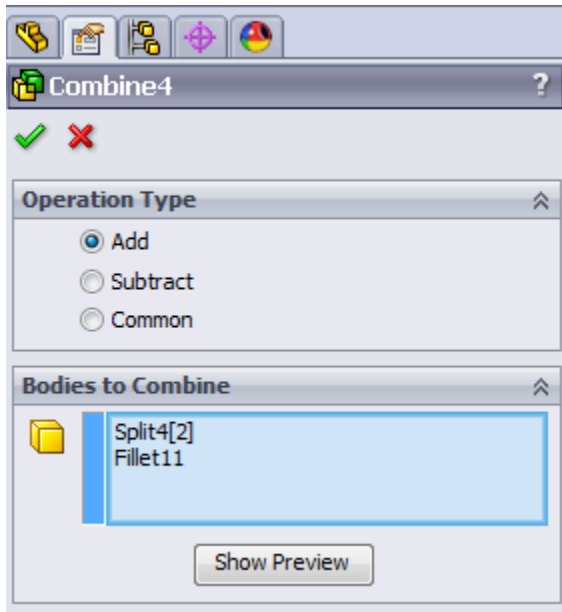 Combine4 ?
Operation Type
Add
Subtract
Common
Bodies to Combine
Split4[2]
Fillet11
Show Preview